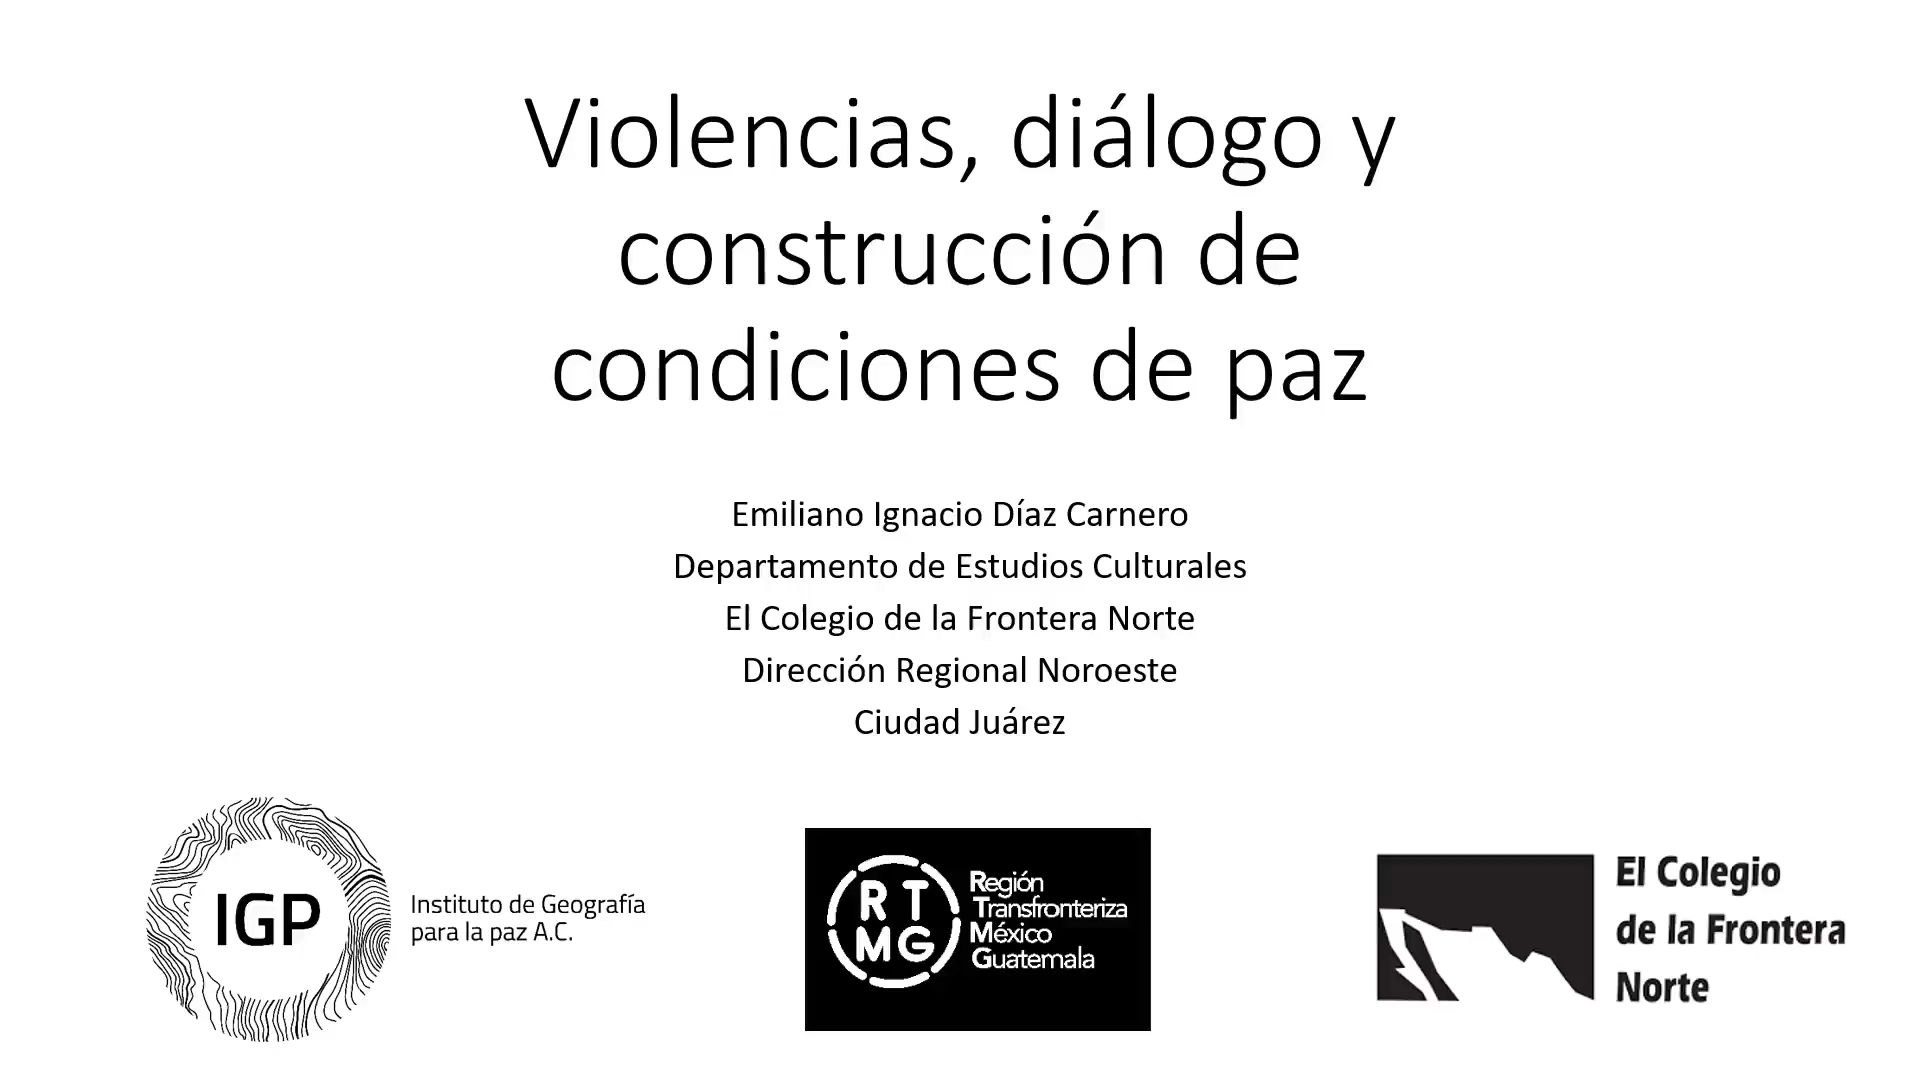 Violencias, diálogo y
construcción de
condiciones de paz
Emiliano Ignacio Díaz Carnero
Departamento de Estudios Culturales
El Colegio de la Frontera Norte
Dirección Regional Noroeste
Ciudad Juárez
IGP
Instituto de Geografía
para la paz A.C.
RT
MG
Región
Transfronteriza
México
Guatemala
El Colegio
de la Frontera
Norte